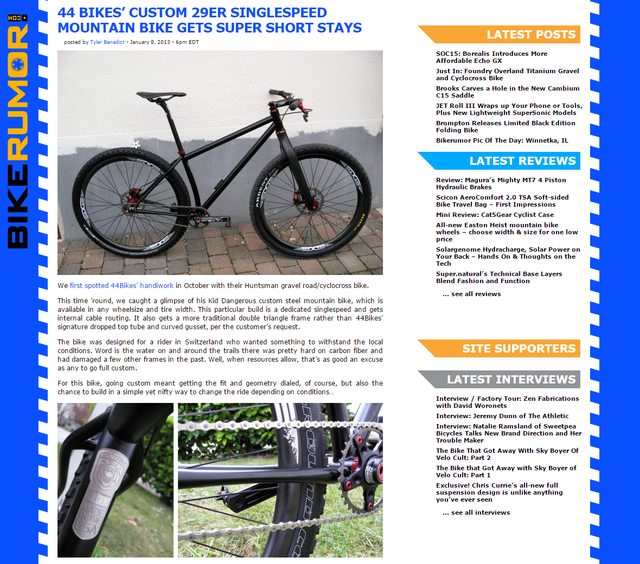 BIKERUMOR!
.COM
44 BIKES' CUSTOM 29ER SINGLESPEED
MOUNTAIN BIKE GETS SUPER SHORT STAYS
posted by Tyler Benedict - January 8, 2013 - 6pm EDT
We first spotted 44Bikes' handiwork in October with their Huntsman gravel road/cyclocross bike.
This time 'round, we caught a glimpse of his Kid Dangerous custom steel mountain bike, which is
available in any wheelsize and tire width. This particular build is a dedicated singlespeed and gets
internal cable routing. It also gets a more traditional double triangle frame rather than 44Bikes'
signature dropped top tube and curved gusset, per the customer's request.
The bike was designed for a rider in Switzerland who wanted something to withstand the local
conditions. Word is the water on and around the trails there was pretty hard on carbon fiber and
had damaged a few other frames in the past. Well, when resources allow, that's as good an excuse
as any to go full custom.
For this bike, going custom meant getting the fit and geometry dialed, of course, but also the
chance to build in a simple yet nifty way to change the ride depending on conditions...
LATEST POSTS
SOC15: Borealis Introduces More
Affordable Echo GX
Just In: Foundry Overland Titanium Gravel
and Cyclocross Bike
Brooks Carves a Hole in the New Cambium
C15 Saddle
JET Roll III Wraps up Your Phone or Tools,
Plus New Lightweight SuperSonic Models
Brompton Releases Limited Black Edition
Folding Bike
Bikerumor Pic Of The Day: Winnetka, IL
LATEST REVIEWS
Review: Magura's Mighty MT7 4 Piston
Hydraulic Brakes
Scicon AeroComfort 2.0 TSA Soft-sided
Bike Travel Bag – First Impressions
Mini Review: Cat5Gear Cyclist Case
All-new Easton Heist mountain bike
wheels – choose width & size for one low
price
Solargenome Hydracharge, Solar Power on
Your Back – Hands On & Thoughts on the
Tech
Super.natural's Technical Base Layers
Blend Fashion and Function
... see all reviews
SITE SUPPORTERS
LATEST INTERVIEWS
Interview / Factory Tour: Zen Fabrications
with David Woronets
Interview: Jeremy Dunn of The Athletic
Interview: Natalie Ramsland of Sweetpea
Bicycles Talks New Brand Direction and Her
Trouble Maker
The Bike That Got Away With Sky Boyer Of
Velo Cult: Part 2
The Bike that Got Away with Sky Boyer of
Velo Cult: Part 1
Exclusive! Chris Currie's all-new full
suspension design is unlike anything
you've ever seen
... see all interviews